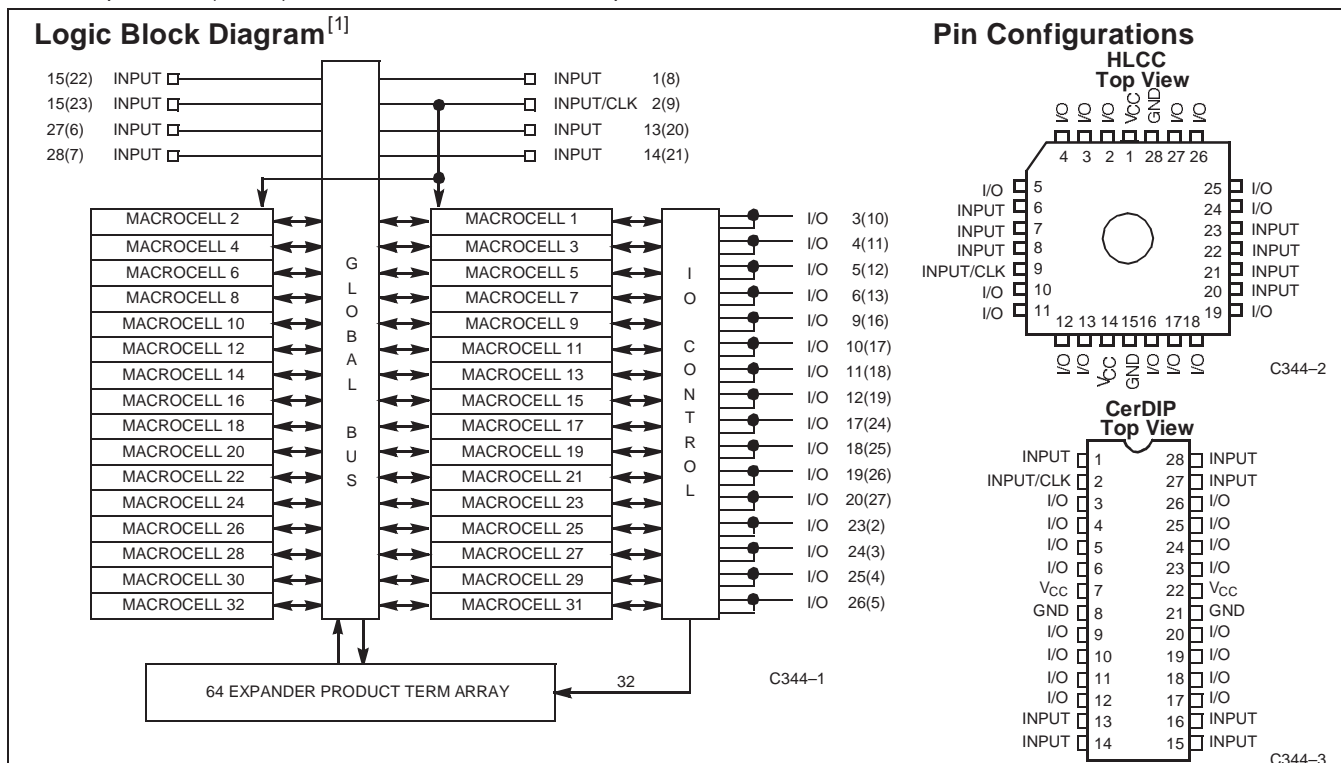 Logic Block Diagram[1]
15(22) INPUT
15(23) INPUT
27(6) INPUT
28(7) INPUT
INPUT 1(8)
INPUT/CLK 2(9)
INPUT 13(20)
INPUT 14(21)
MACROCELL 2
MACROCELL 4
MACROCELL 6
MACROCELL 8
MACROCELL 10
MACROCELL 12
MACROCELL 14
MACROCELL 16
MACROCELL 18
MACROCELL 20
MACROCELL 22
MACROCELL 24
MACROCELL 26
MACROCELL 28
MACROCELL 30
MACROCELL 32
GLOBAL BUS
MACROCELL 1
MACROCELL 3
MACROCELL 5
MACROCELL 7
MACROCELL 9
MACROCELL 11
MACROCELL 13
MACROCELL 15
MACROCELL 17
MACROCELL 19
MACROCELL 21
MACROCELL 23
MACROCELL 25
MACROCELL 27
MACROCELL 29
MACROCELL 31
IO CONTROL
I/O 3(10)
I/O 4(11)
I/O 5(12)
I/O 6(13)
I/O 9(16)
I/O 10(17)
I/O 11(18)
I/O 12(19)
I/O 17(24)
I/O 18(25)
I/O 19(26)
I/O 20(27)
I/O 23(2)
I/O 24(3)
I/O 25(4)
I/O 26(5)
64 EXPANDER PRODUCT TERM ARRAY
32
C344–1
Pin Configurations
HLCC
Top View
I/O I/O I/O VCC GND I/O I/O
4 3 2 1 28 27 26
I/O 5
INPUT 6
INPUT 7
INPUT 8
INPUT/CLK 9
I/O 10
I/O 11
25 I/O
24 I/O
23 INPUT
22 INPUT
21 INPUT
20 INPUT
19 I/O
12 13 14 15 16 17 18
I/O I/O VCC GND I/O I/O I/O
C344–2
CerDIP
Top View
INPUT 1 28 INPUT
INPUT/CLK 2 27 INPUT
I/O 3 26 I/O
I/O 4 25 I/O
I/O 5 24 I/O
I/O 6 23 I/O
VCC 7 22 VCC
GND 8 21 GND
I/O 9 20 I/O
I/O 10 19 I/O
I/O 11 18 I/O
I/O 12 17 I/O
INPUT 13 16 INPUT
INPUT 14 15 INPUT
C344–3